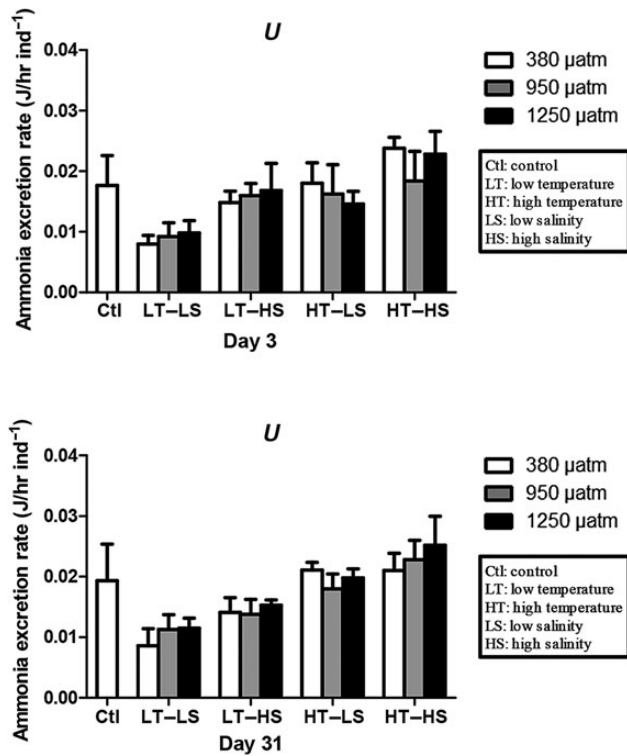 U
Ammonia excretion rate (J/hr ind⁻¹)
0.04
0.03
0.02
0.01
0.00
Ctl LT–LS LT–HS HT–LS HT–HS
Day 3
380 µatm
950 µatm
1250 µatm
Ctl: control
LT: low temperature
HT: high temperature
LS: low salinity
HS: high salinity
U
Ammonia excretion rate (J/hr ind⁻¹)
0.04
0.03
0.02
0.01
0.00
Ctl LT–LS LT–HS HT–LS HT–HS
Day 31
380 µatm
950 µatm
1250 µatm
Ctl: control
LT: low temperature
HT: high temperature
LS: low salinity
HS: high salinity